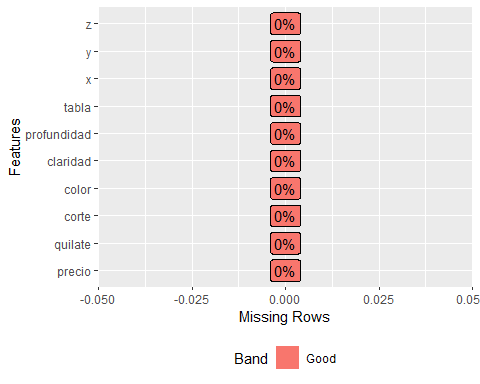 z 0%
y 0%
x 0%
tabla 0%
profundidad 0%
claridad 0%
color 0%
corte 0%
quilate 0%
precio 0%
Features
-0.050 -0.025 0.000 0.025 0.05
Missing Rows
Band Good